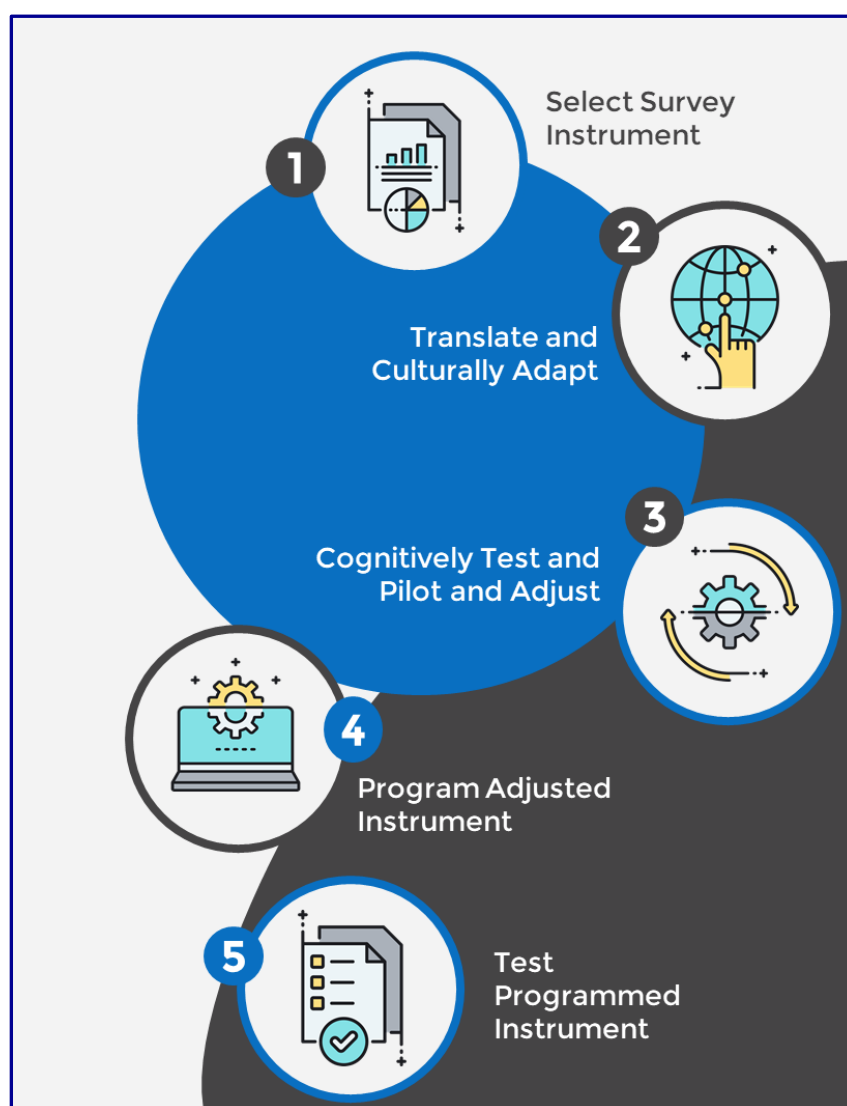 1
Select Survey
Instrument
2
Translate and
Culturally Adapt
3
Cognitively Test and
Pilot and Adjust
4
Program Adjusted
Instrument
5
Test
Programmed
Instrument